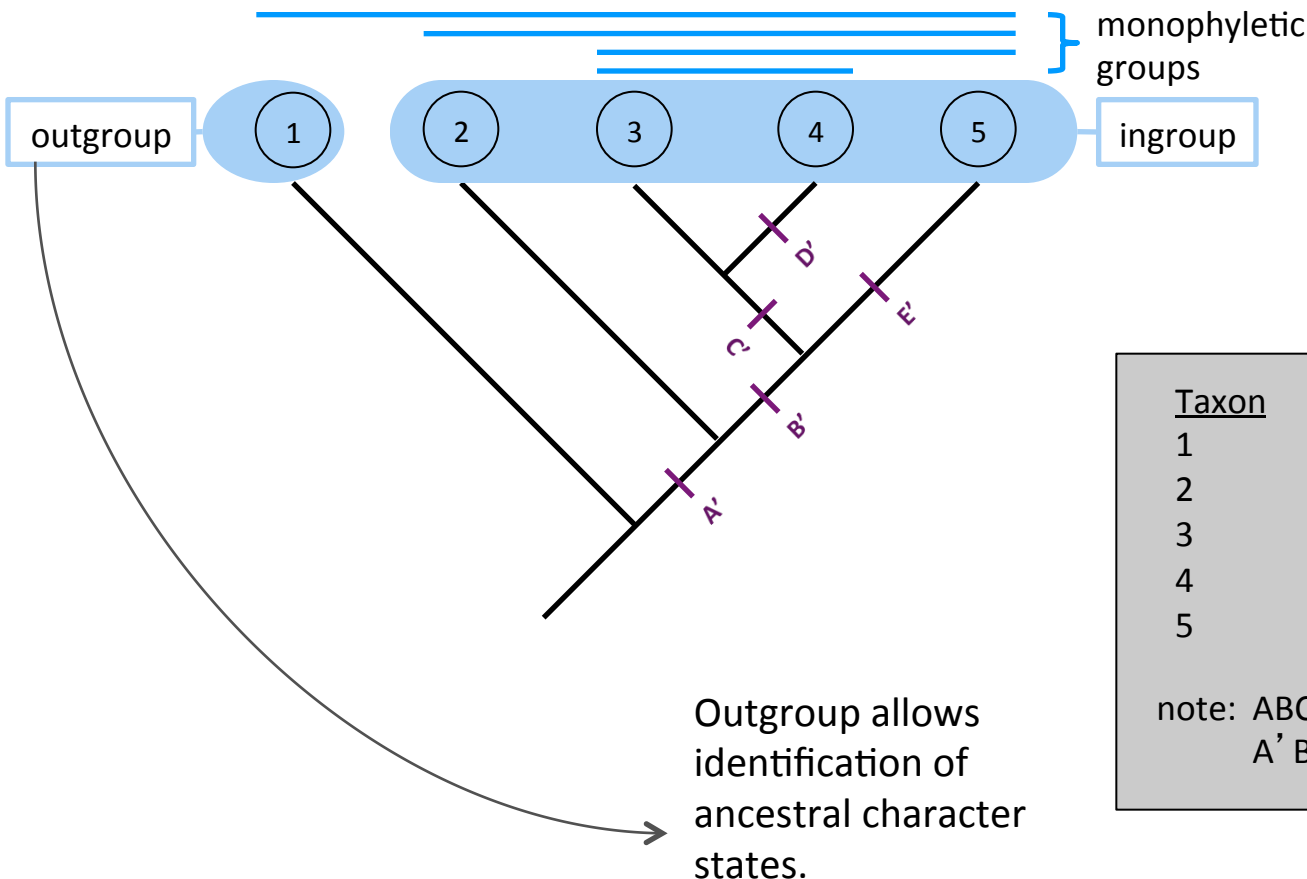 monophyletic
groups
outgroup
1
2
3
4
5
ingroup
D'
C'
E'
B'
A'
Taxon
1
2
3
4
5
note: ABC
A' B
Outgroup allows
identification of
ancestral character
states.